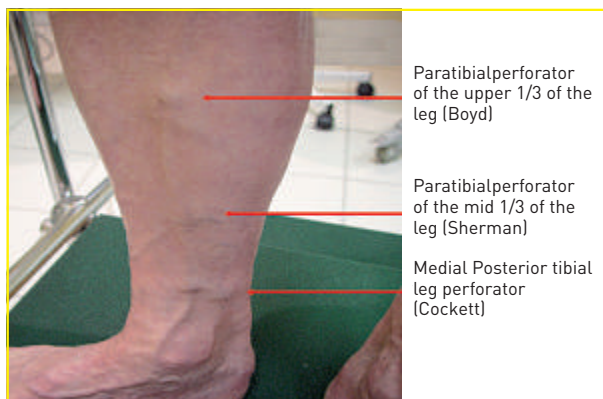 Paratibialperforator
of the upper 1/3 of the
leg (Boyd)
Paratibialperforator
of the mid 1/3 of the
leg (Sherman)
Medial Posterior tibial
leg perforator
(Cockett)